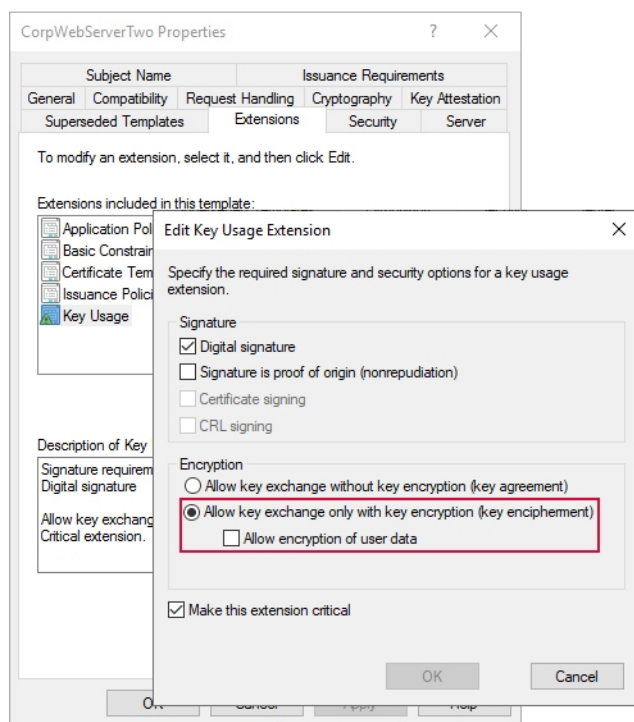 CorpWebServerTwo Properties
Subject Name
Issuance Requirements
General
Compatibility
Request Handling
Cryptography
Key Attestation
Superseded Templates
Extensions
Security
Server
To modify an extension, select it, and then click Edit.
Extensions included in this template:
Application Pol
Basic Constrain
Certificate Tem
Issuance Polici
Key Usage
Description of Key
Signature requirem
Digital signature
Allow key exchang
Critical extension.
Edit Key Usage Extension
Specify the required signature and security options for a key usage
extension.
Signature
Digital signature
Signature is proof of origin (nonrepudiation)
Certificate signing
CRL signing
Encryption
Allow key exchange without key encryption (key agreement)
Allow key exchange only with key encryption (key encipherment)
Allow encryption of user data
Make this extension critical
OK
Cancel